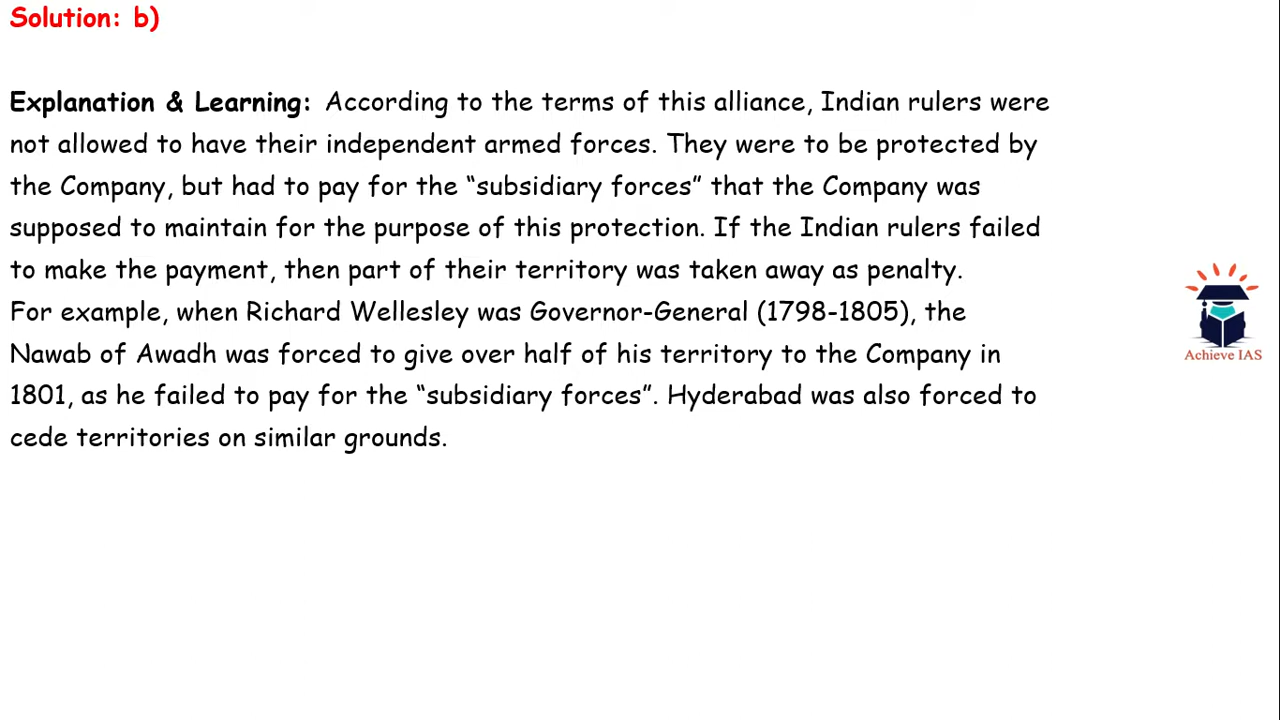 Solution: b)
Explanation & Learning: According to the terms of this alliance, Indian rulers were
not allowed to have their independent armed forces. They were to be protected by
the Company, but had to pay for the “subsidiary forces” that the Company was
supposed to maintain for the purpose of this protection. If the Indian rulers failed
to make the payment, then part of their territory was taken away as penalty.
For example, when Richard Wellesley was Governor-General (1798-1805), the
Nawab of Awadh was forced to give over half of his territory to the Company in
1801, as he failed to pay for the “subsidiary forces”. Hyderabad was also forced to
cede territories on similar grounds.
Achieve IAS